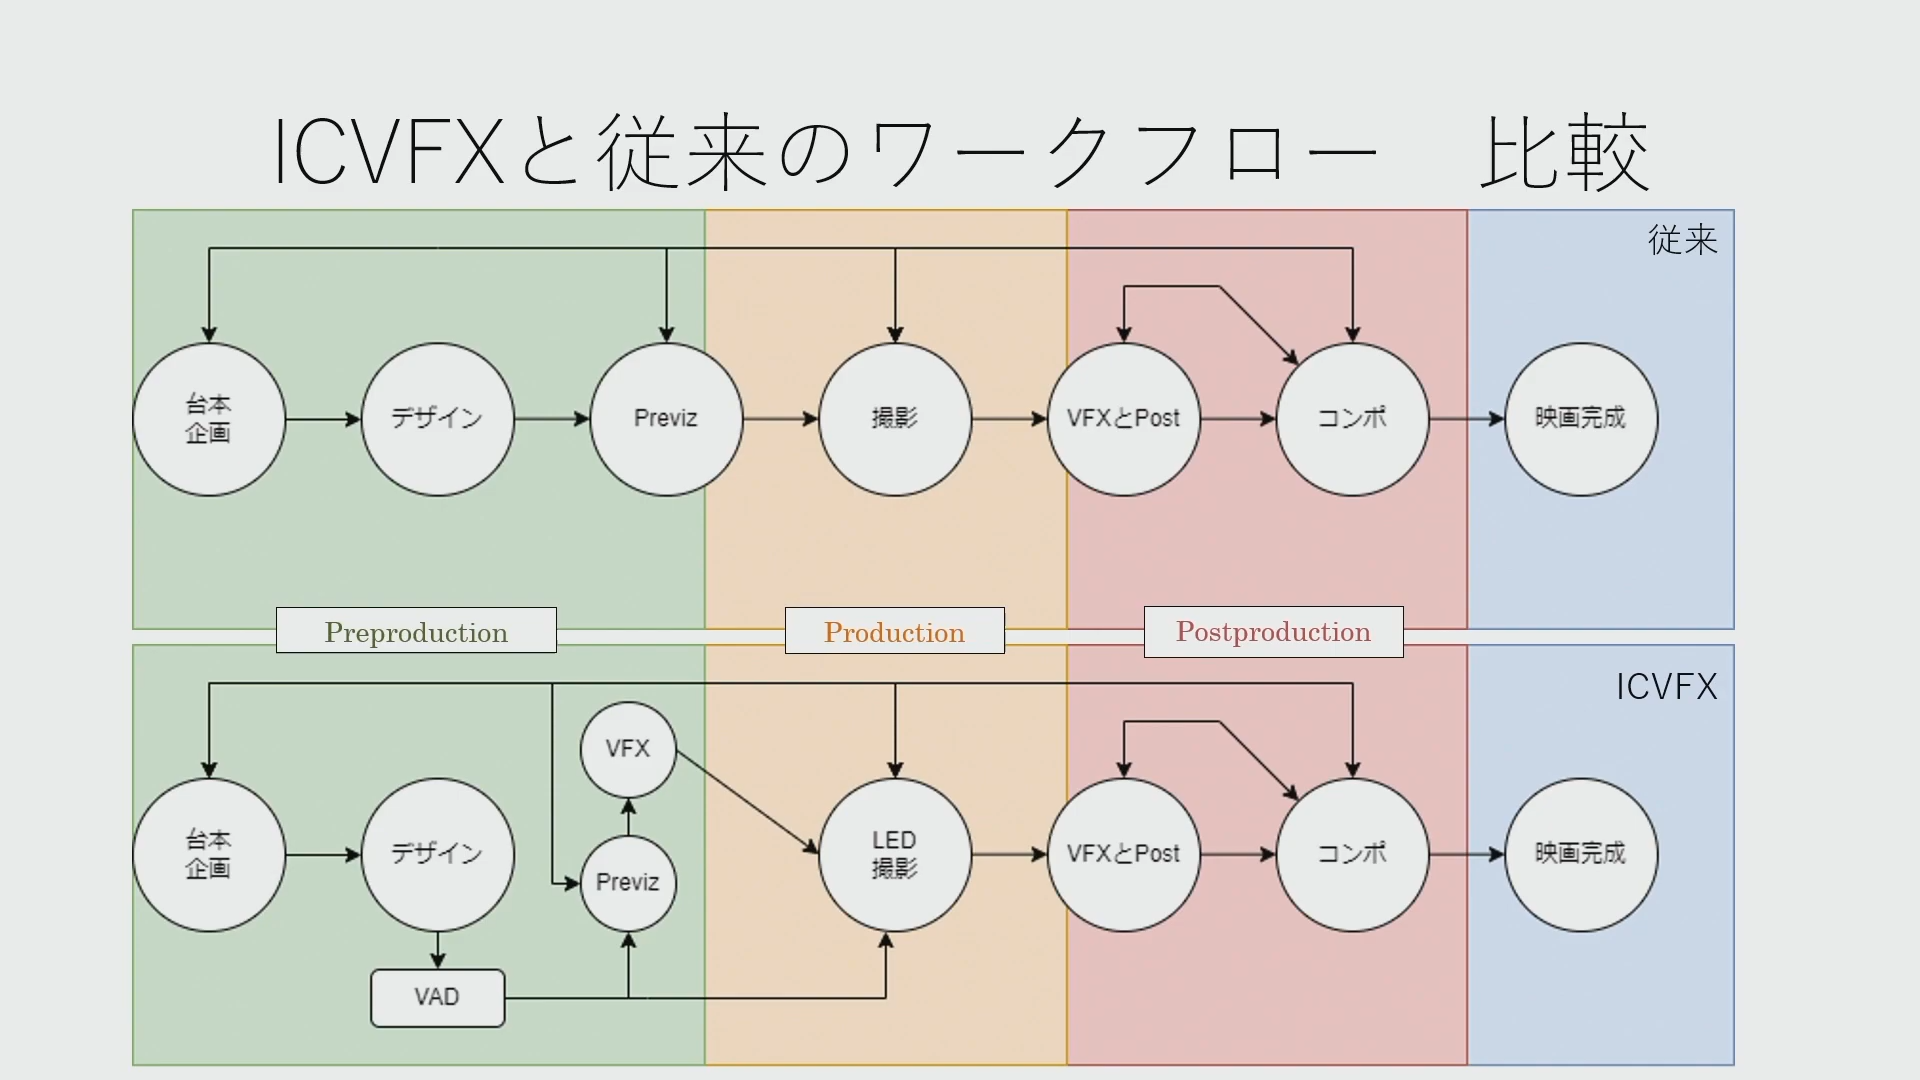 ICVFXと従来のワークフロー　比較
従来
台本
企画
デザイン
Previz
撮影
VFXとPost
コンポ
映画完成
Preproduction
Production
Postproduction
ICVFX
VFX
台本
企画
デザイン
Previz
LED
撮影
VFXとPost
コンポ
映画完成
VAD